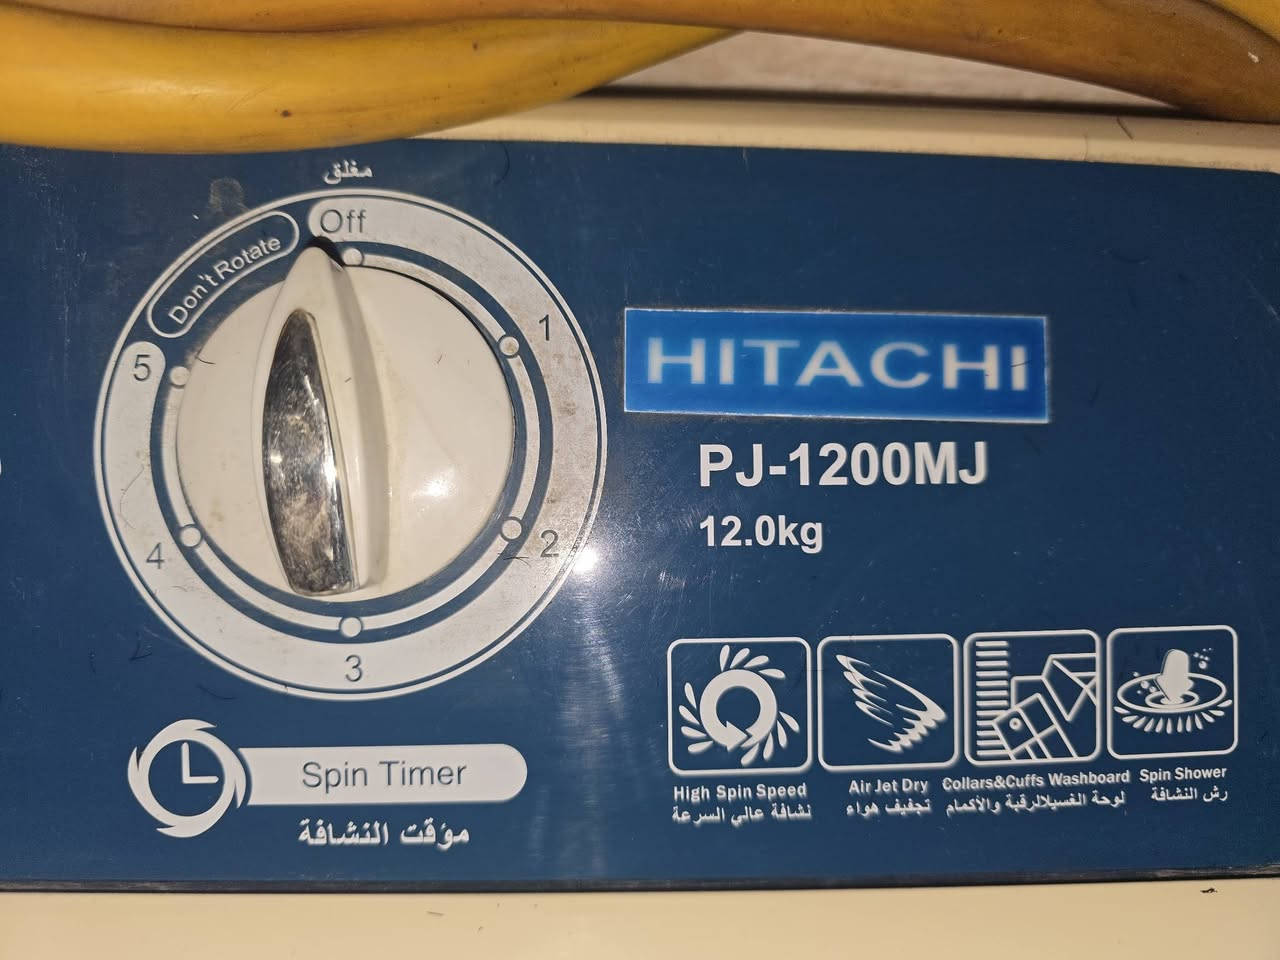 مغلق
Off
Don't Rotate
1
2
3
4
5
HITACHI
PJ-1200MJ
12.0kg
Spin Timer
مؤقت النشافة
High Spin Speed
نشافة عالي السرعة
Air Jet Dry
تجفيف هواء
Collars&Cuffs Washboard
لوحة الغسيلالرقبة والأكمام
Spin Shower
رش النشافة